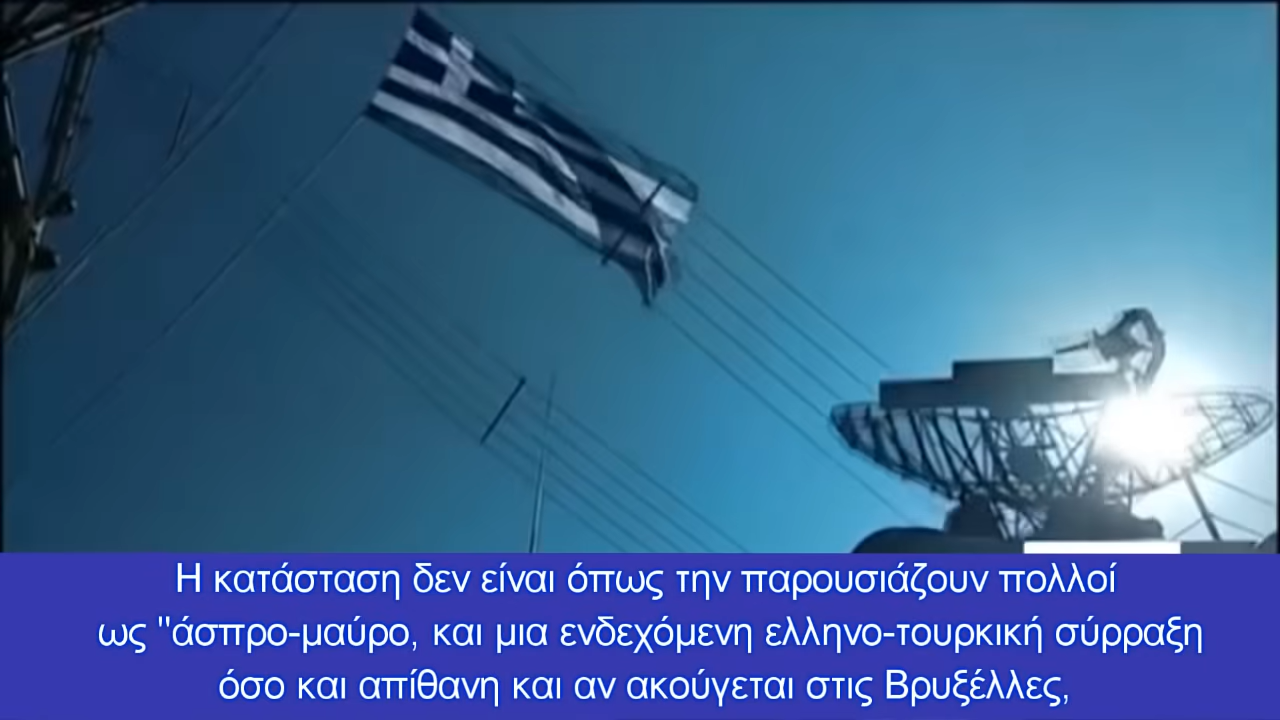 Η κατάσταση δεν είναι όπως την παρουσιάζουν πολλοί
ως "άσπρο-μαύρο, και μια ενδεχόμενη ελληνο-τουρκική σύρραξη
όσο και απίθανη και αν ακούγεται στις Βρυξέλλες,